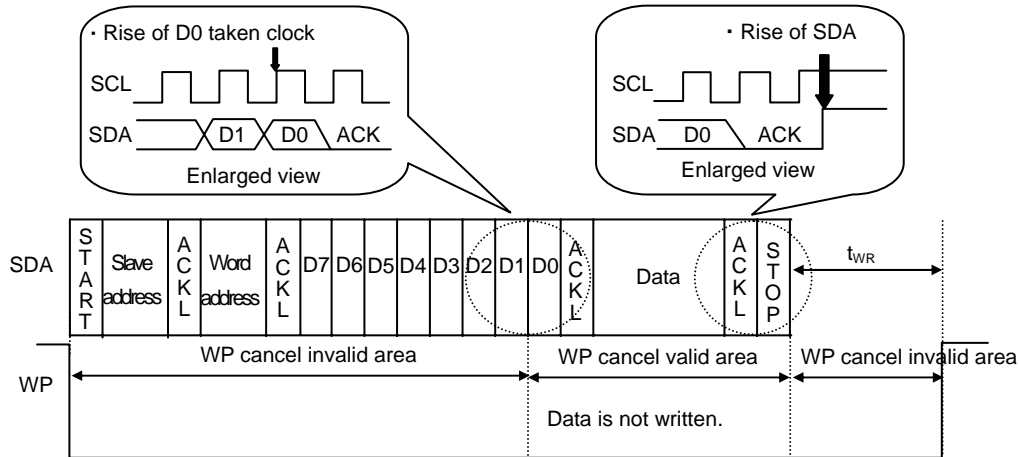 ・Rise of D0 taken clock
SCL
SDA D1 D0 ACK
Enlarged view
・Rise of SDA
SCL
SDA D0 ACK
Enlarged view
SDA START Slave address ACKL Word address ACKL D7 D6 D5 D4 D3 D2 D1 D0 ACKL Data ACKL STOP tWR
WP cancel invalid area WP cancel valid area WP cancel invalid area
WP
Data is not written.